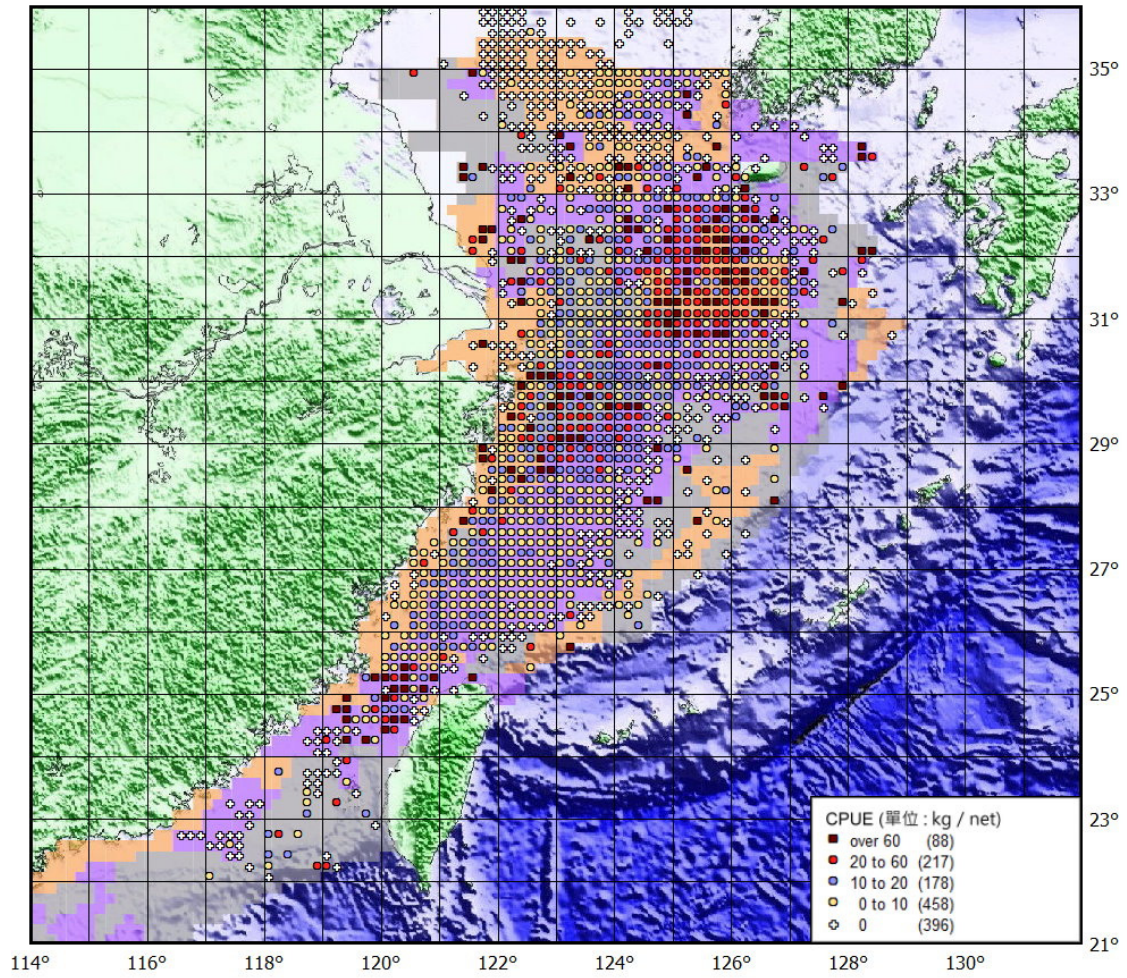 35°
33°
31°
29°
27°
25°
23°
21°
CPUE (單位 : kg / net)
over 60 (88)
20 to 60 (217)
10 to 20 (178)
0 to 10 (458)
0 (396)
114° 116° 118° 120° 122° 124° 126° 128° 130°